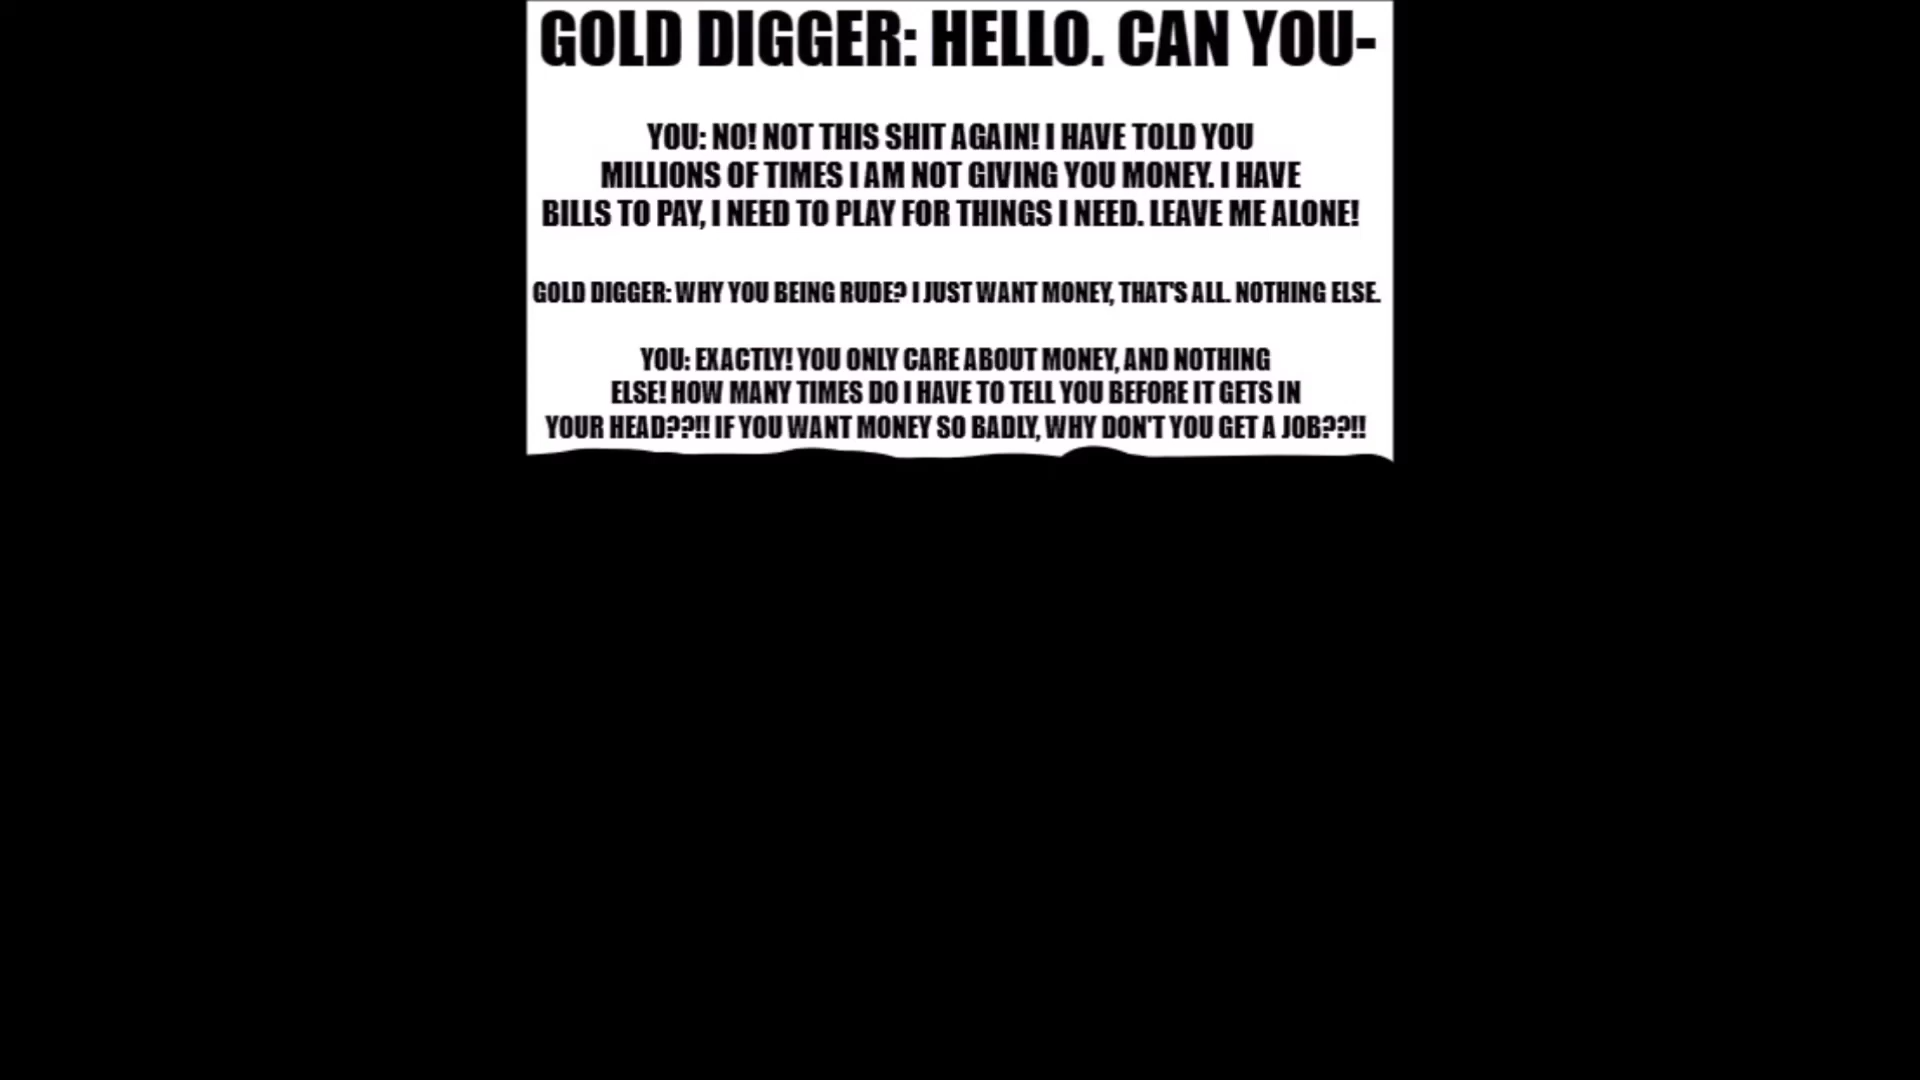 GOLD DIGGER: HELLO. CAN YOU-
YOU: NO! NOT THIS SHIT AGAIN! I HAVE TOLD YOU
MILLIONS OF TIMES I AM NOT GIVING YOU MONEY. I HAVE
BILLS TO PAY, I NEED TO PLAY FOR THINGS I NEED. LEAVE ME ALONE!
GOLD DIGGER: WHY YOU BEING RUDE? I JUST WANT MONEY, THAT'S ALL. NOTHING ELSE.
YOU: EXACTLY! YOU ONLY CARE ABOUT MONEY, AND NOTHING
ELSE! HOW MANY TIMES DO I HAVE TO TELL YOU BEFORE IT GETS IN
YOUR HEAD??!! IF YOU WANT MONEY SO BADLY, WHY DON'T YOU GET A JOB??!!